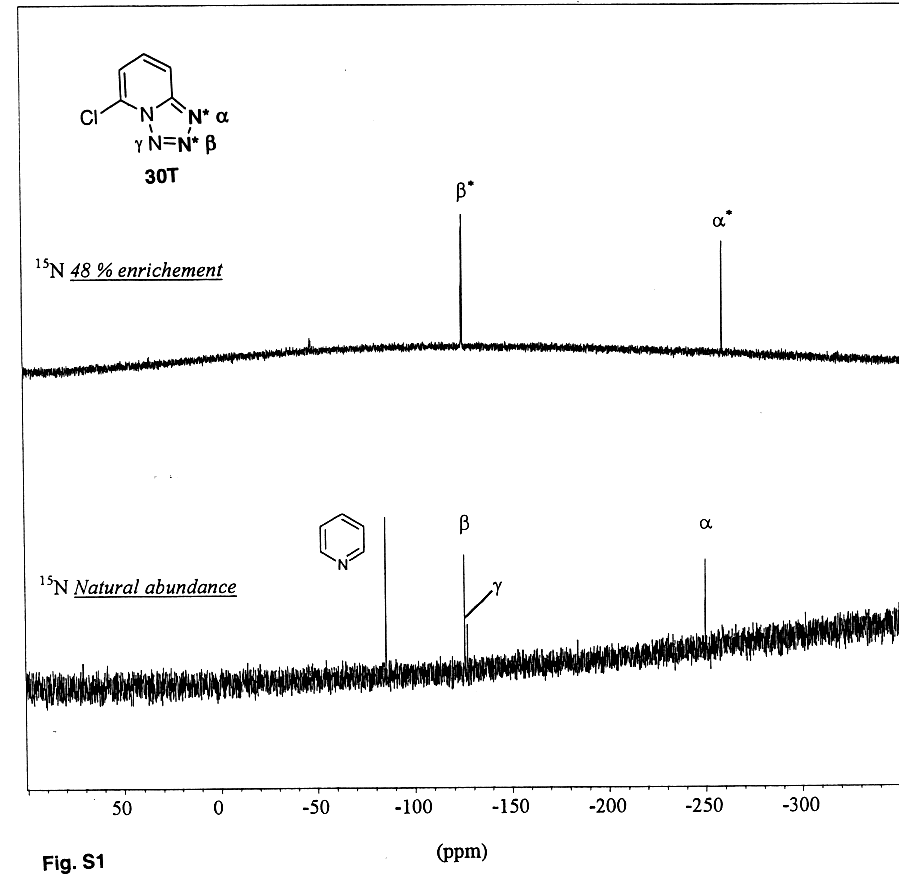 Cl
N
N* α
γ N=N* β
30T
β*
α*
¹⁵N 48 % enrichement
N
β
α
γ
¹⁵N Natural abundance
50 0 -50 -100 -150 -200 -250 -300
(ppm)
Fig. S1